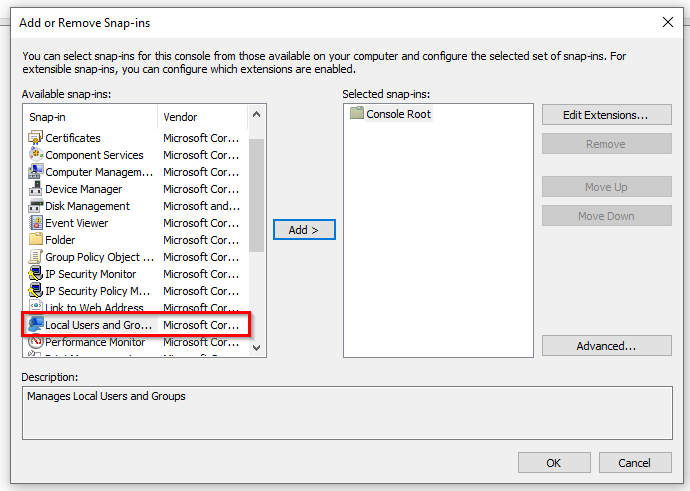 Add or Remove Snap-ins
You can select snap-ins for this console from those available on your computer and configure the selected set of snap-ins. For
extensible snap-ins, you can configure which extensions are enabled.
Available snap-ins:
Snap-in Vendor
Certificates Microsoft Cor...
Component Services Microsoft Cor...
Computer Managem... Microsoft Cor...
Device Manager Microsoft Cor...
Disk Management Microsoft and...
Event Viewer Microsoft Cor...
Folder Microsoft Cor...
Group Policy Object ... Microsoft Cor...
IP Security Monitor Microsoft Cor...
IP Security Policy M... Microsoft Cor...
Link to Web Address Microsoft Cor...
Local Users and Gro... Microsoft Cor...
Performance Monitor Microsoft Cor...
Add >
Selected snap-ins:
Console Root
Edit Extensions...
Remove
Move Up
Move Down
Advanced...
Description:
Manages Local Users and Groups
OK
Cancel